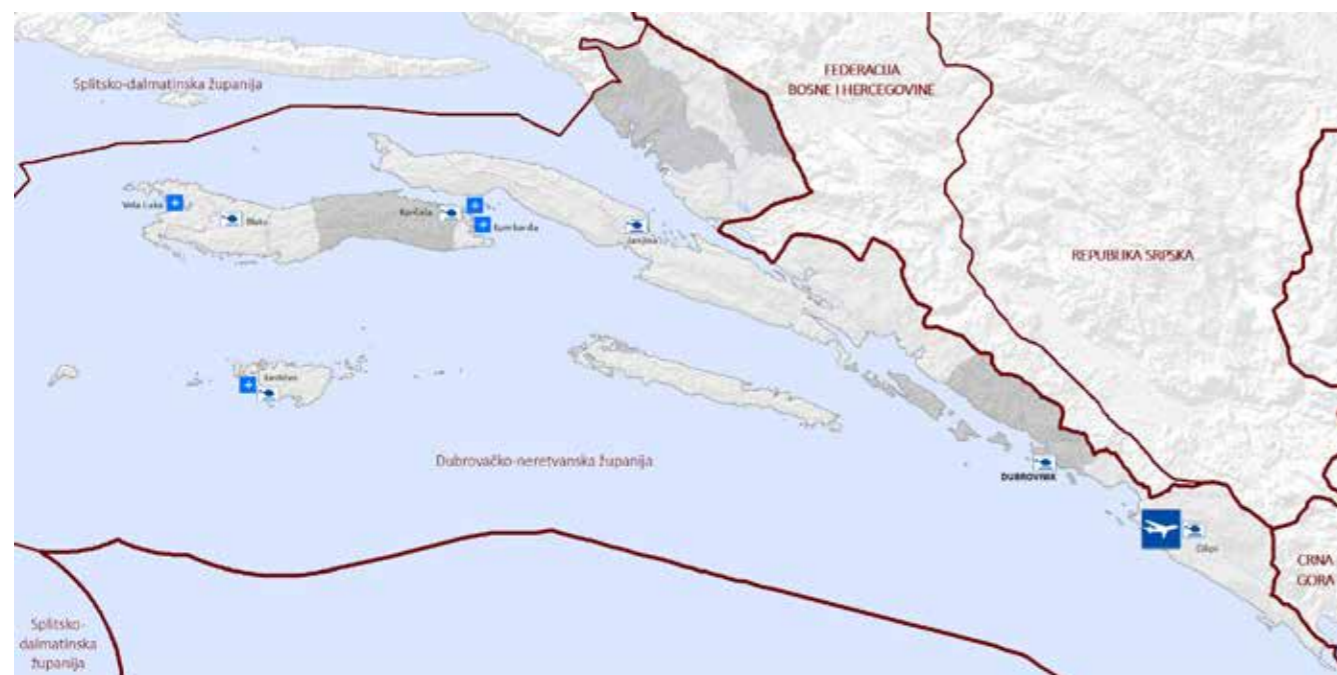 Splitsko-dalmatinska županija
FEDERACIJA
BOSNE I HERCEGOVINE
Vela Luka
Blato
Korčula
Lumbarda
Janjina
REPUBLIKA SRPSKA
Lastovo
Dubrovačko-neretvanska županija
DUBROVNIK
Čilipi
CRNA
GORA
Splitsko-
dalmatinska
županija